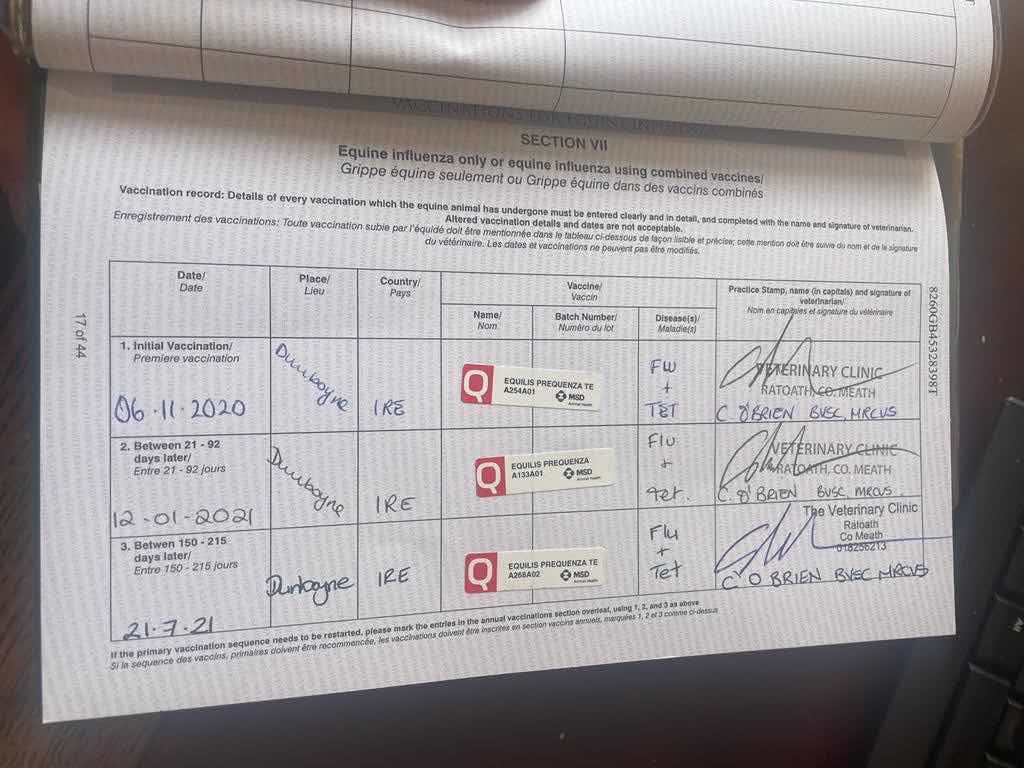 VACCINATIONS FOR EQUINE INFLUENZA
SECTION VII
Equine influenza only or equine influenza using combined vaccines/
Grippe équine seulement ou Grippe équine dans des vaccins combinés
Vaccination record: Details of every vaccination which the equine animal has undergone must be entered clearly and in detail, and completed with the name and signature of veterinarian.
Altered vaccination details and dates are not acceptable.
Enregistrement des vaccinations: Toute vaccination subie par l'équidé doit être mentionnée dans le tableau ci-dessous de façon lisible et précise; cette mention doit être suivie du nom et de la signature
du vétérinaire. Les dates et vaccinations ne peuvent pas être modifiés.
Date/
Date
Place/
Lieu
Country/
Pays
Vaccine/
Vaccin
Name/
Nom
Batch Number/
Numéro du lot
Disease(s)/
Maladie(s)
Practice Stamp, name (in capitals) and signature of
veterinarian/
Nom en capitales et signature du vétérinaire
1. Initial Vaccination/
Premiere vaccination
06.11.2020
Dunboyne
IRE
Q
EQUILIS PREQUENZA TE
A254A01
MSD
Animal Health
Flu
+
TET
VETERINARY CLINIC
RATOATH, CO. MEATH
C. O'BRIEN BVSC, MRCVS
2. Between 21 - 92
days later/
Entre 21 - 92 jours
12-01-2021
Dunboyne
IRE
Q
EQUILIS PREQUENZA
A133A01
MSD
Animal Health
Flu
+
Tet.
VETERINARY CLINIC
RATOATH, CO. MEATH
C. O'BRIEN BVSC, MRCVS.
3. Betwen 150 - 215
days later/
Entre 150 - 215 jours
21.7.21
Dunboyne
IRE
Q
EQUILIS PREQUENZA TE
A268A02
MSD
Animal Health
Flu
+
Tet
The Veterinary Clinic
Ratoath
Co Meath
018256213
C O BRIEN BVSC MRCVS
If the primary vaccination sequence needs to be restarted, please mark the entries in the annual vaccinations section overleaf, using 1, 2, and 3 as above
Si la sequence des vaccins, primaires doivent être recommencée, les vaccinations doivent être inscrites en section vaccins annuels, marquées 1, 2 et 3 comme ci-dessus
17 of 44
8260GB45328398T